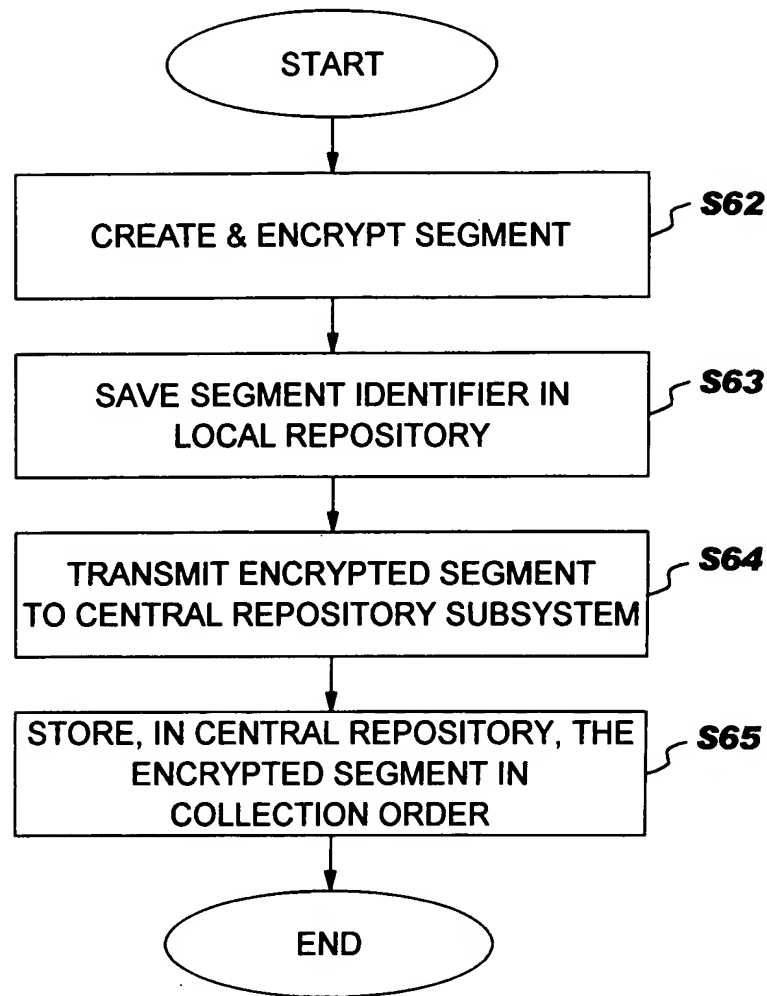 START
CREATE & ENCRYPT SEGMENT
S62
SAVE SEGMENT IDENTIFIER IN
LOCAL REPOSITORY
S63
TRANSMIT ENCRYPTED SEGMENT
TO CENTRAL REPOSITORY SUBSYSTEM
S64
STORE, IN CENTRAL REPOSITORY, THE
ENCRYPTED SEGMENT IN
COLLECTION ORDER
S65
END